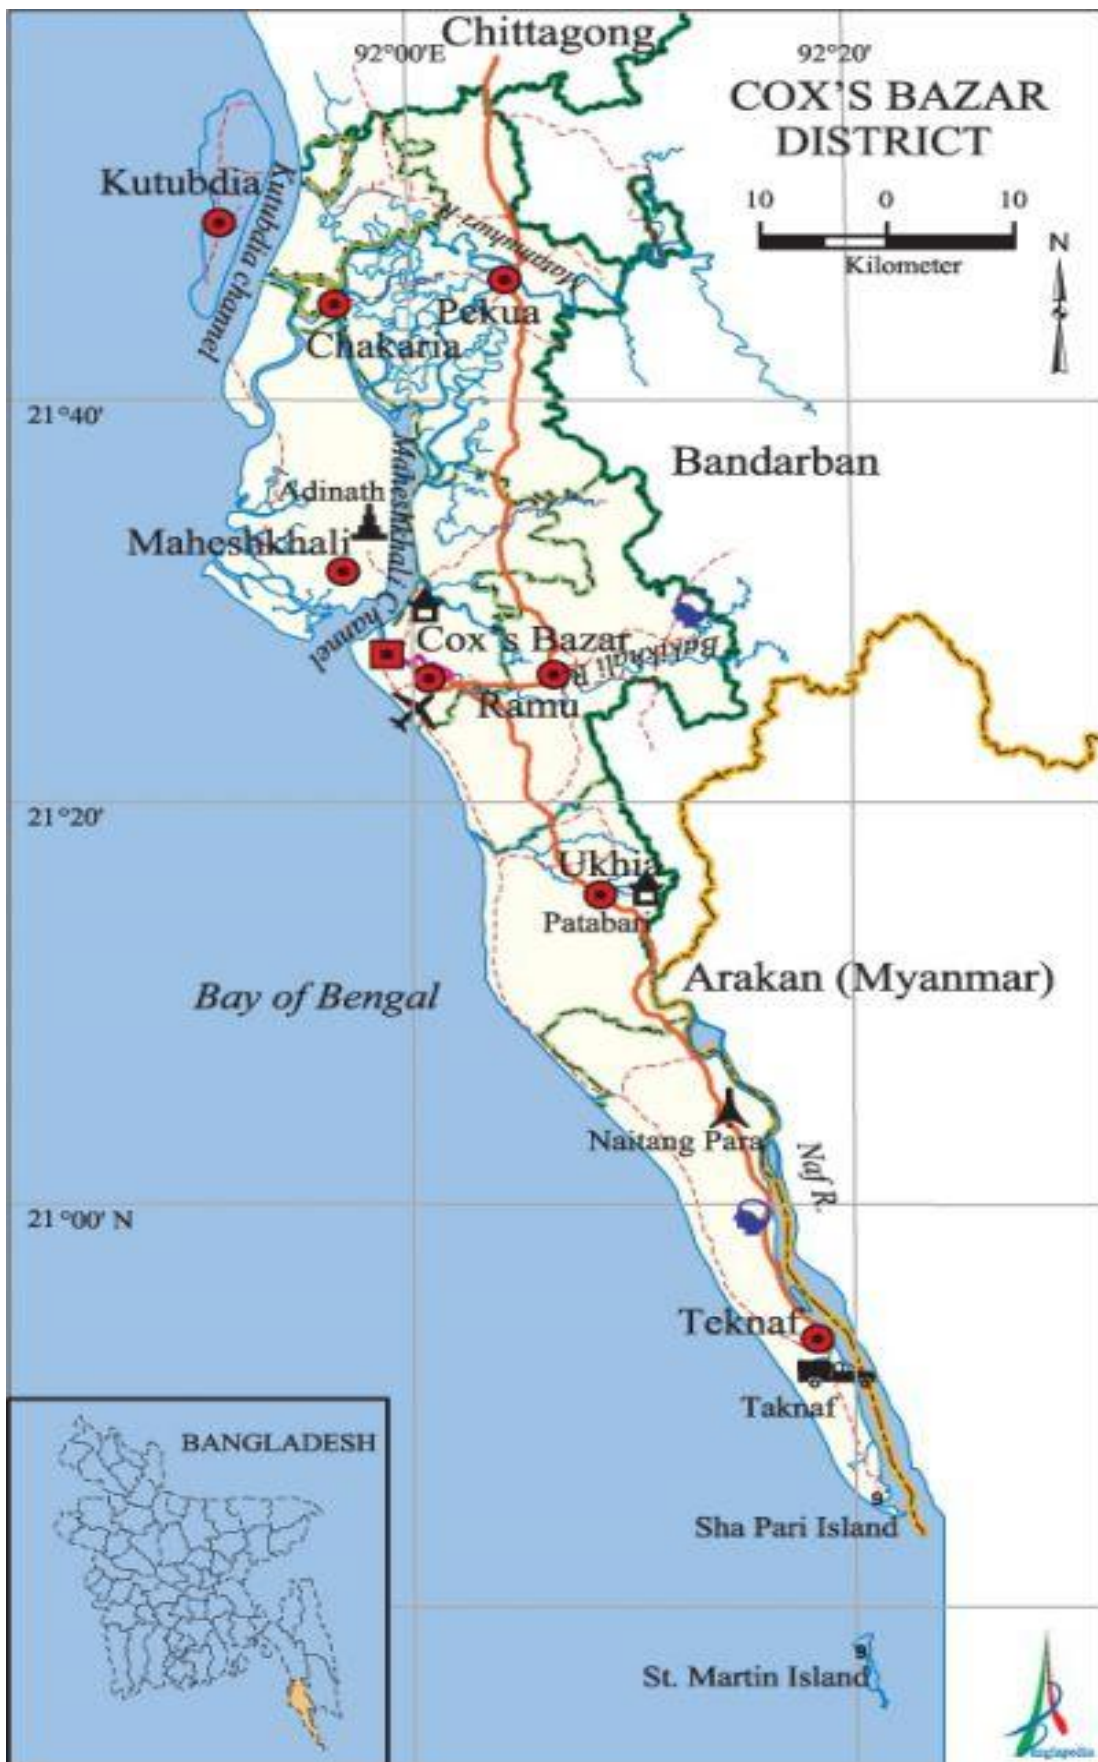 Chittagong
92°00'E
92°20'
COX'S BAZAR
DISTRICT
10 0 10
Kilometer
N
Kutubdia
Kutubdia channel
Matamuhuri R.
Pekua
Chakaria
21°40'
Bandarban
Adinath
Maheshkhali
Maheshkhali Channel
Cox's Bazar
Bakkhali R.
Ramu
21°20'
Ukhia
Patabari
Arakan (Myanmar)
Bay of Bengal
Naitang Para
Naf R.
21°00' N
Teknaf
Taknaf
BANGLADESH
9
Sha Pari Island
9
St. Martin Island